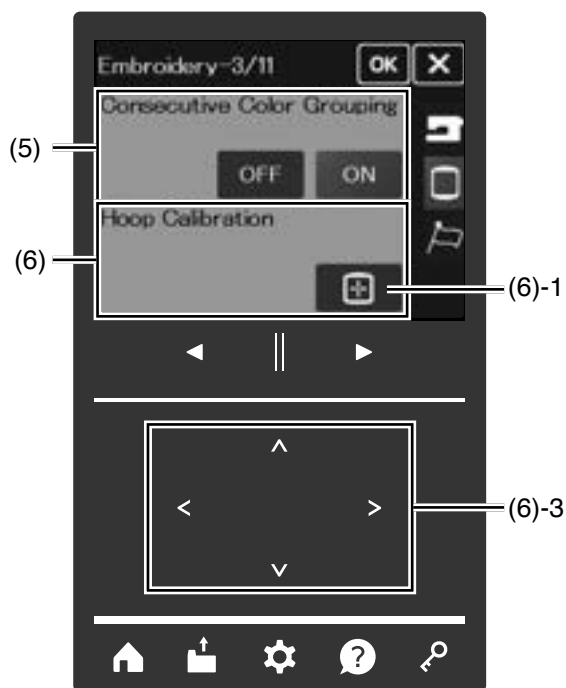 Embroidery-3/11 OK X
Consecutive Color Grouping
(5)
OFF ON
Hoop Calibration
(6)
(6)-1
(6)-3
?